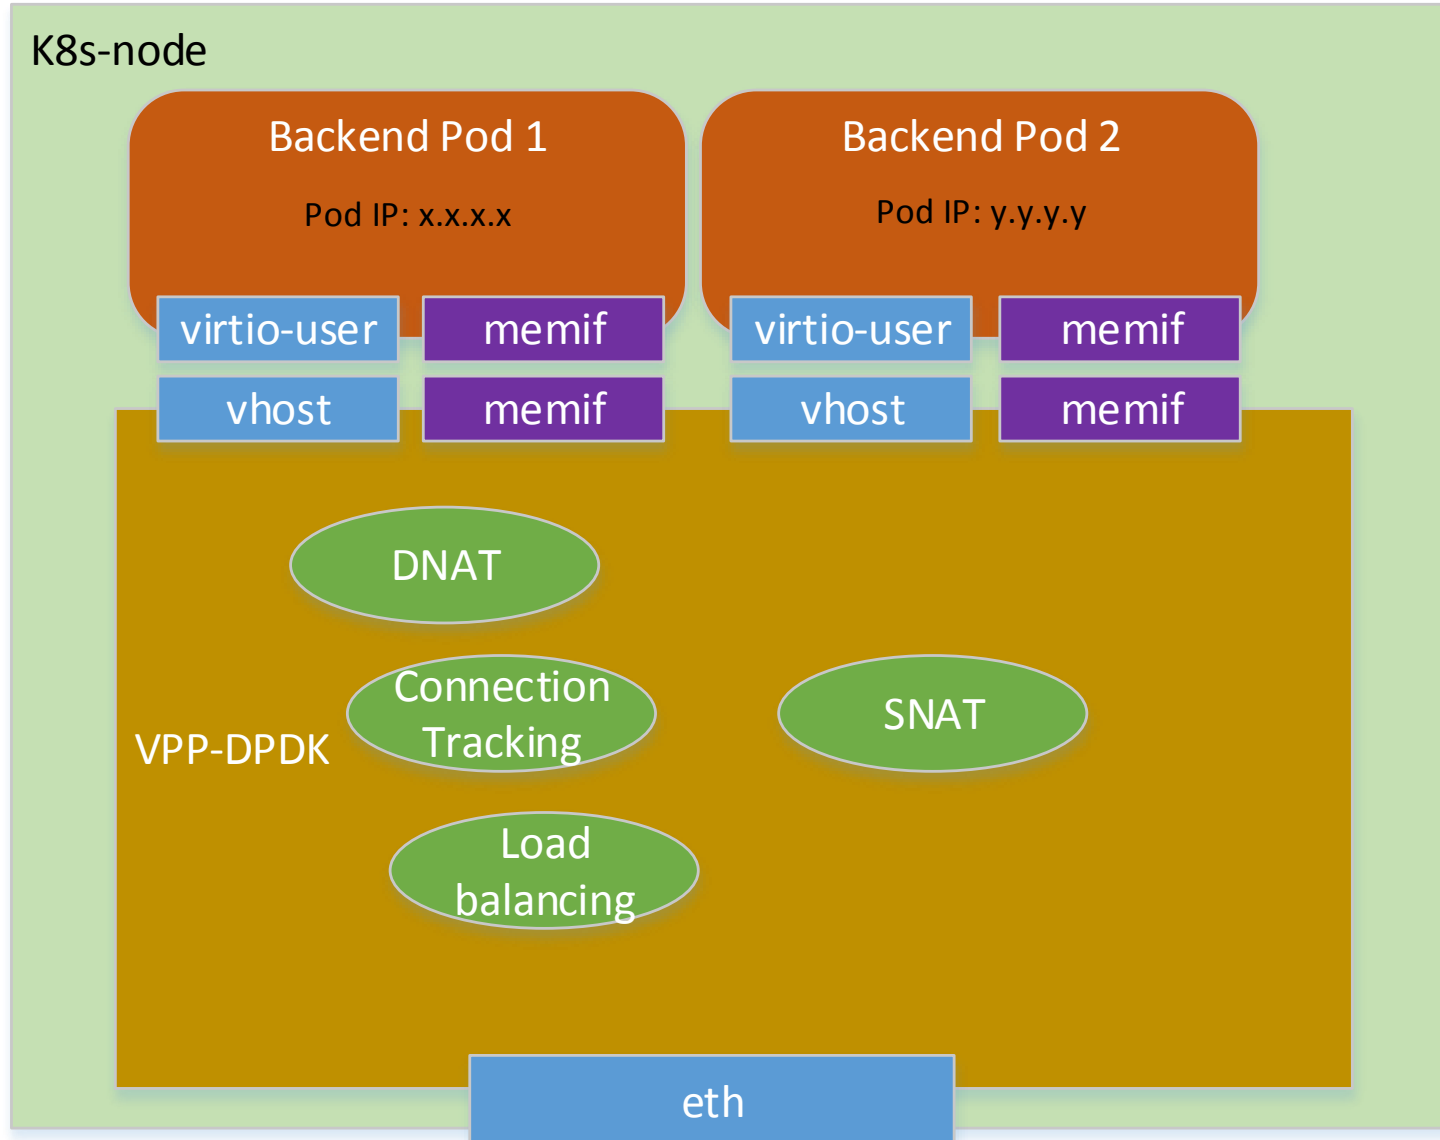 K8s-node
Backend Pod 1
Backend Pod 2
Pod IP: x.x.x.x
Pod IP: y.y.y.y
virtio-user
memif
virtio-user
memif
vhost
memif
vhost
memif
DNAT
Connection
Tracking
SNAT
VPP-DPDK
Load
balancing
eth